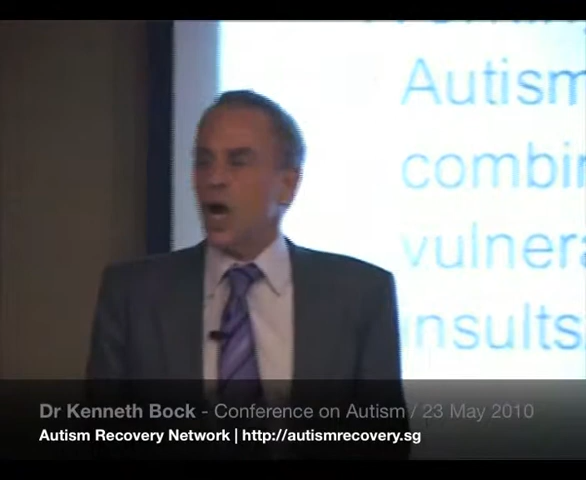 Autism
combin
vulnera
insults
Dr Kenneth Bock - Conference on Autism / 23 May 2010
Autism Recovery Network | http://autismrecovery.sg